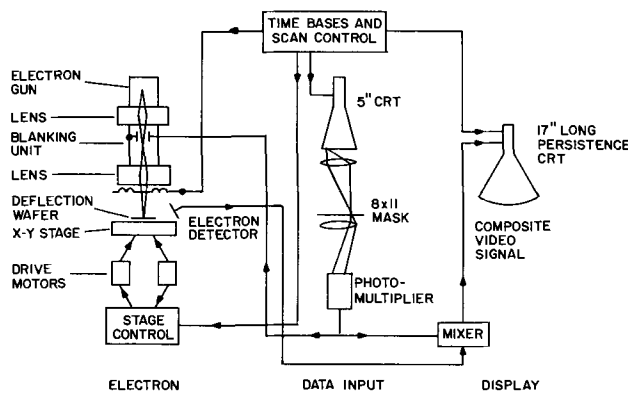 TIME BASES AND
SCAN CONTROL
ELECTRON
GUN
LENS
BLANKING
UNIT
LENS
DEFLECTION
WAFER
X-Y STAGE
ELECTRON
DETECTOR
DRIVE
MOTORS
STAGE
CONTROL
5" CRT
8x11
MASK
PHOTO-
MULTIPLIER
17" LONG
PERSISTENCE
CRT
COMPOSITE
VIDEO
SIGNAL
MIXER
ELECTRON
DATA INPUT
DISPLAY